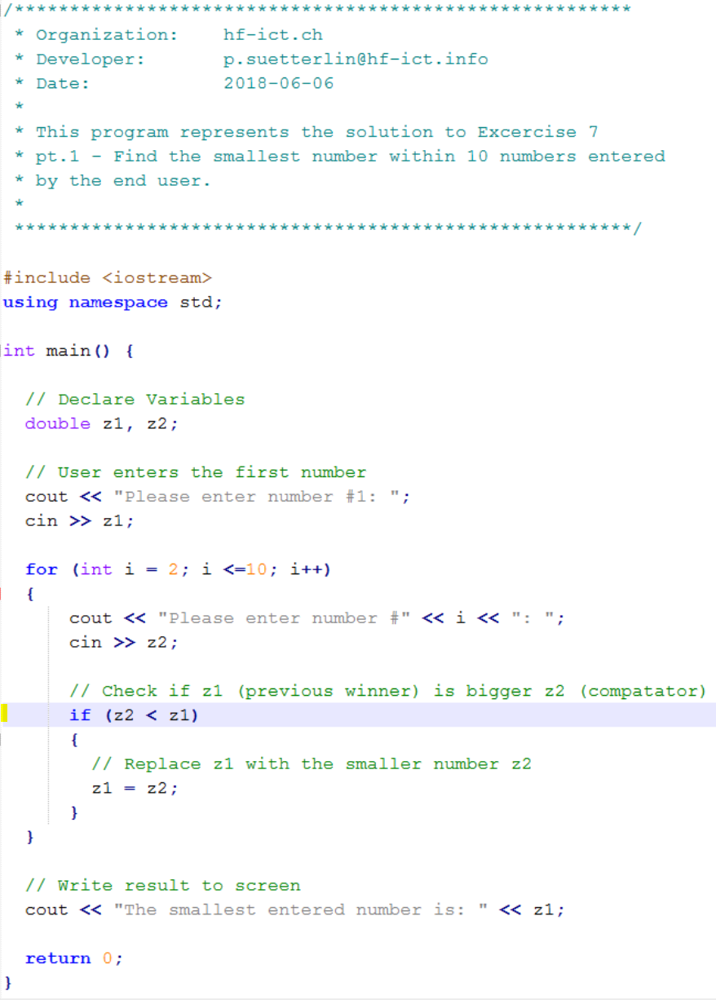 /********************************************************
 * Organization:    hf-ict.ch
 * Developer:       p.suetterlin@hf-ict.info
 * Date:            2018-06-06
 *
 * This program represents the solution to Excercise 7
 * pt.1 - Find the smallest number within 10 numbers entered
 * by the end user.
 *
 ********************************************************/

#include <iostream>
using namespace std;

int main() {

  // Declare Variables
  double z1, z2;

  // User enters the first number
  cout << "Please enter number #1: ";
  cin >> z1;

  for (int i = 2; i <=10; i++)
  {
      cout << "Please enter number #" << i << ": ";
      cin >> z2;

      // Check if z1 (previous winner) is bigger z2 (compatator)
      if (z2 < z1)
      {
        // Replace z1 with the smaller number z2
        z1 = z2;
      }
  }

  // Write result to screen
  cout << "The smallest entered number is: " << z1;

  return 0;
}